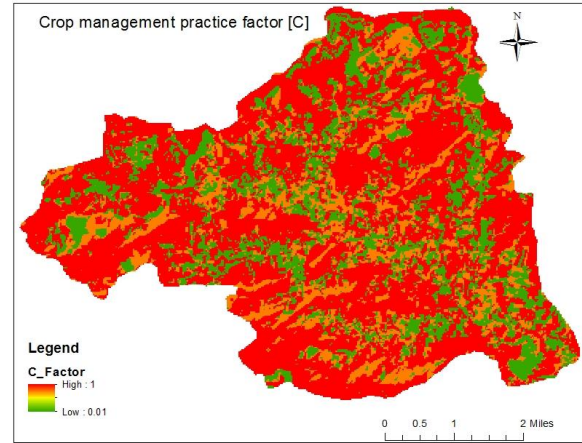 Crop management practice factor [C]
N
Legend
C_Factor
High : 1
Low : 0.01
0 0.5 1 2 Miles